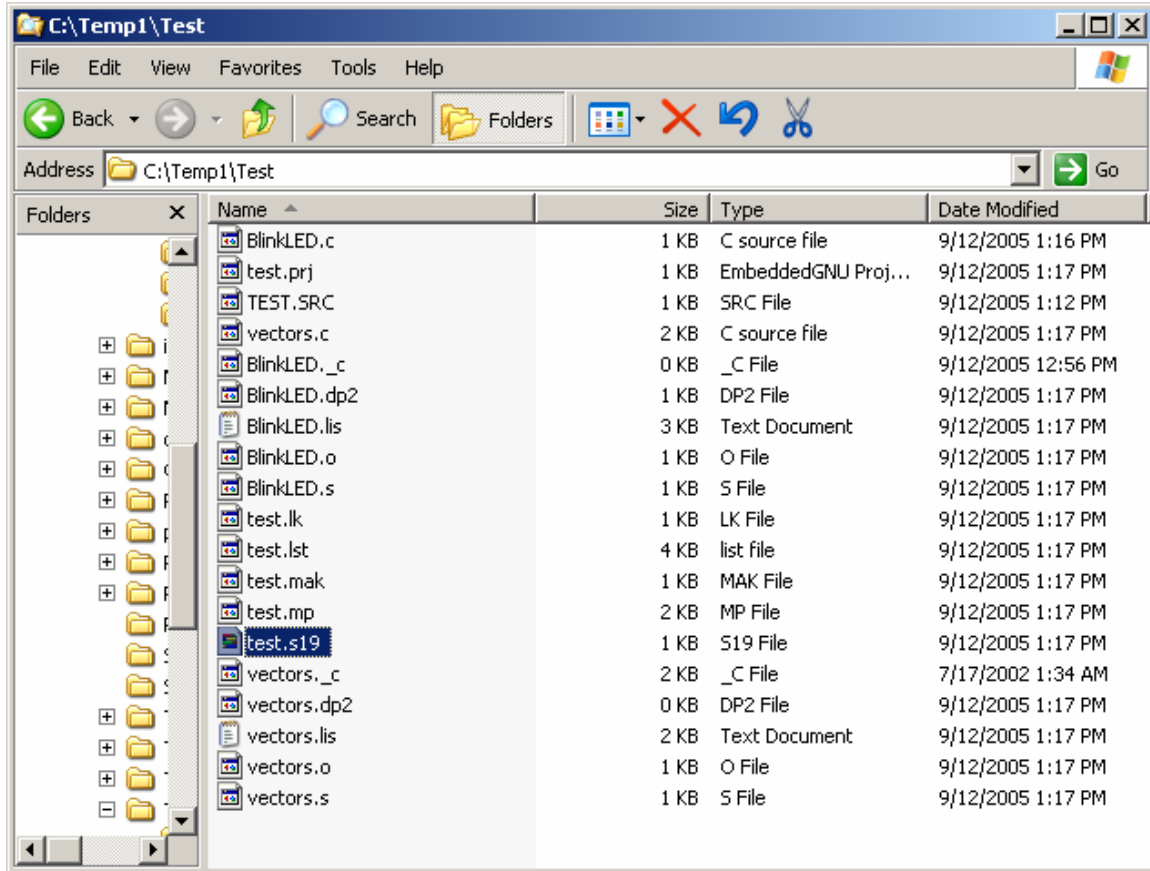 C:\Temp1\Test
File Edit View Favorites Tools Help
Back Search Folders
Address C:\Temp1\Test Go
Folders x Name Size Type Date Modified
BlinkLED.c 1 KB C source file 9/12/2005 1:16 PM
test.prj 1 KB EmbeddedGNU Proj... 9/12/2005 1:17 PM
TEST.SRC 1 KB SRC File 9/12/2005 1:12 PM
vectors.c 2 KB C source file 9/12/2005 1:17 PM
BlinkLED._c 0 KB _C File 9/12/2005 12:56 PM
BlinkLED.dp2 1 KB DP2 File 9/12/2005 1:17 PM
BlinkLED.lis 3 KB Text Document 9/12/2005 1:17 PM
BlinkLED.o 1 KB O File 9/12/2005 1:17 PM
BlinkLED.s 1 KB S File 9/12/2005 1:17 PM
test.lk 1 KB LK File 9/12/2005 1:17 PM
test.lst 4 KB list file 9/12/2005 1:17 PM
test.mak 1 KB MAK File 9/12/2005 1:17 PM
test.mp 2 KB MP File 9/12/2005 1:17 PM
test.s19 1 KB S19 File 9/12/2005 1:17 PM
vectors._c 2 KB _C File 7/17/2002 1:34 AM
vectors.dp2 0 KB DP2 File 9/12/2005 1:17 PM
vectors.lis 2 KB Text Document 9/12/2005 1:17 PM
vectors.o 1 KB O File 9/12/2005 1:17 PM
vectors.s 1 KB S File 9/12/2005 1:17 PM